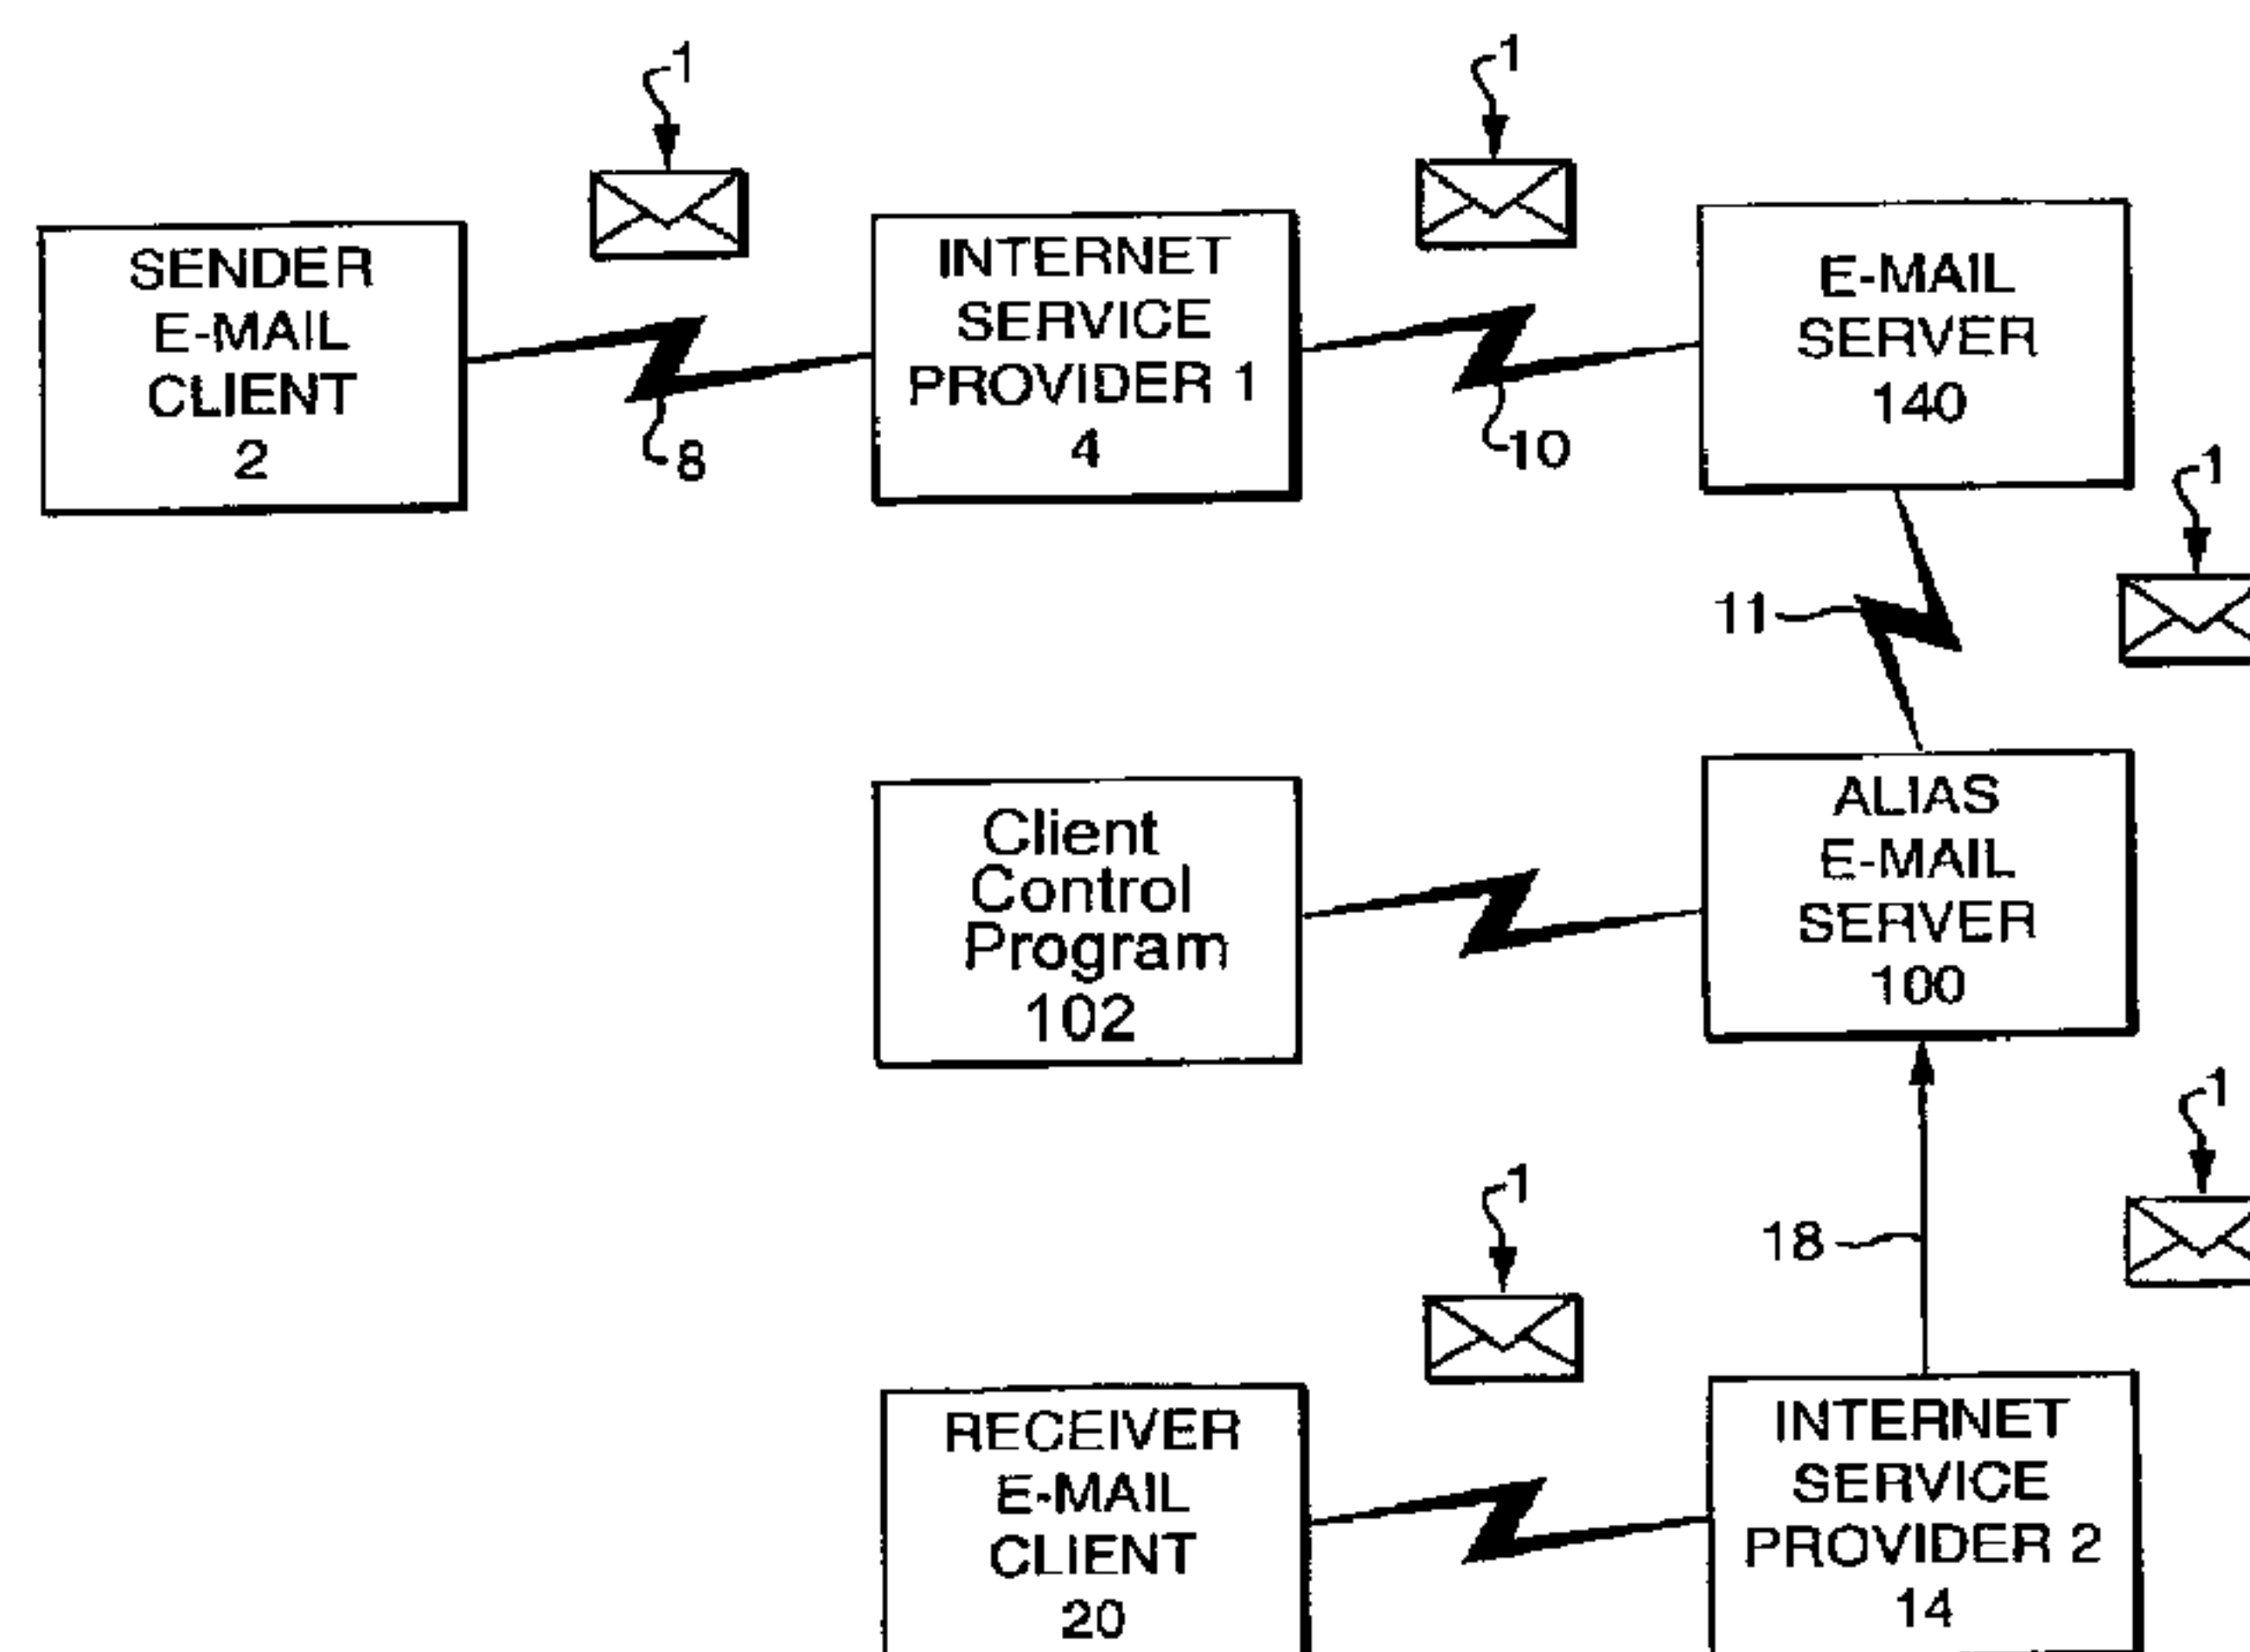 1
1
SENDER
E-MAIL
CLIENT
2
INTERNET
SERVICE
PROVIDER 1
4
E-MAIL
SERVER
140
8
10
1
11
Client
Control
Program
102
ALIAS
E-MAIL
SERVER
100
1
1
18
RECEIVER
E-MAIL
CLIENT
20
INTERNET
SERVICE
PROVIDER 2
14